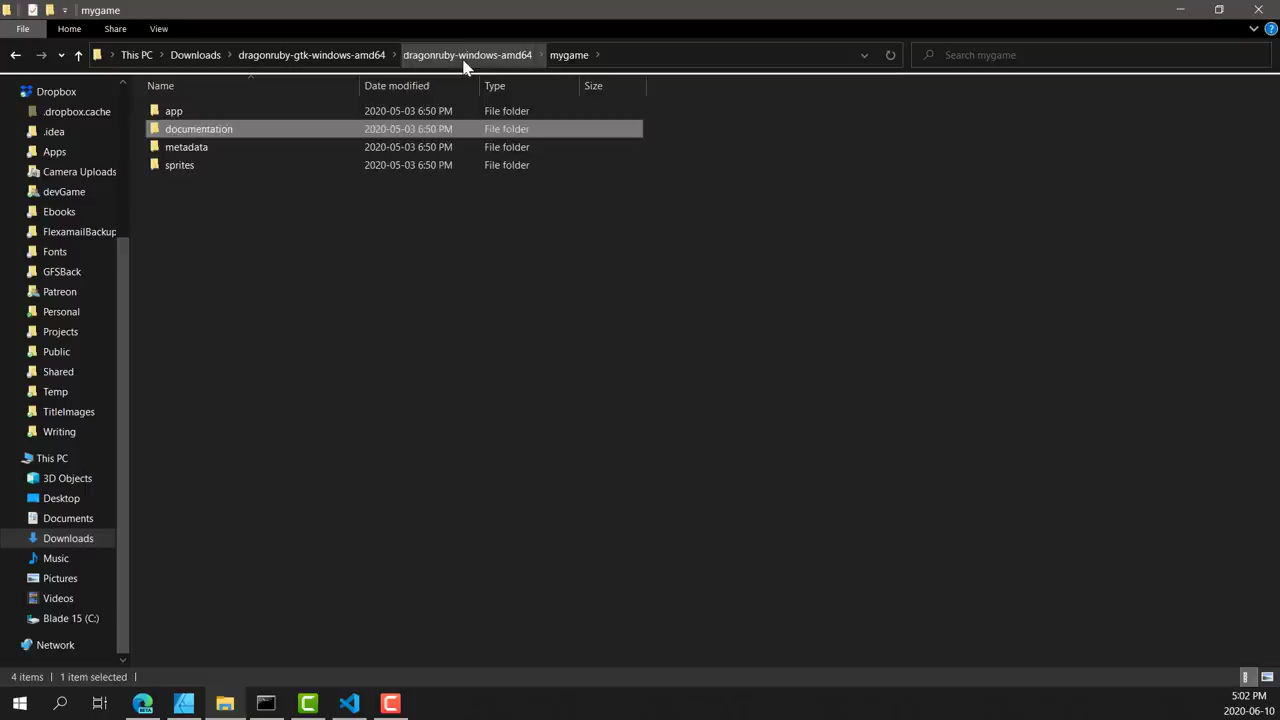 mygame
File Home Share View
This PC Downloads dragonruby-gtk-windows-amd64 dragonruby-windows-amd64 mygame Search mygame
Name Date modified Type Size
app 2020-05-03 6:50 PM File folder
documentation 2020-05-03 6:50 PM File folder
metadata 2020-05-03 6:50 PM File folder
sprites 2020-05-03 6:50 PM File folder
Dropbox
.dropbox.cache
.idea
Apps
Camera Uploads
devGame
Ebooks
FlexamailBackup
Fonts
GFSBack
Patreon
Personal
Projects
Public
Shared
Temp
TitleImages
Writing
This PC
3D Objects
Desktop
Documents
Downloads
Music
Pictures
Videos
Blade 15 (C:)
Network
4 items 1 item selected
5:02 PM
2020-06-10